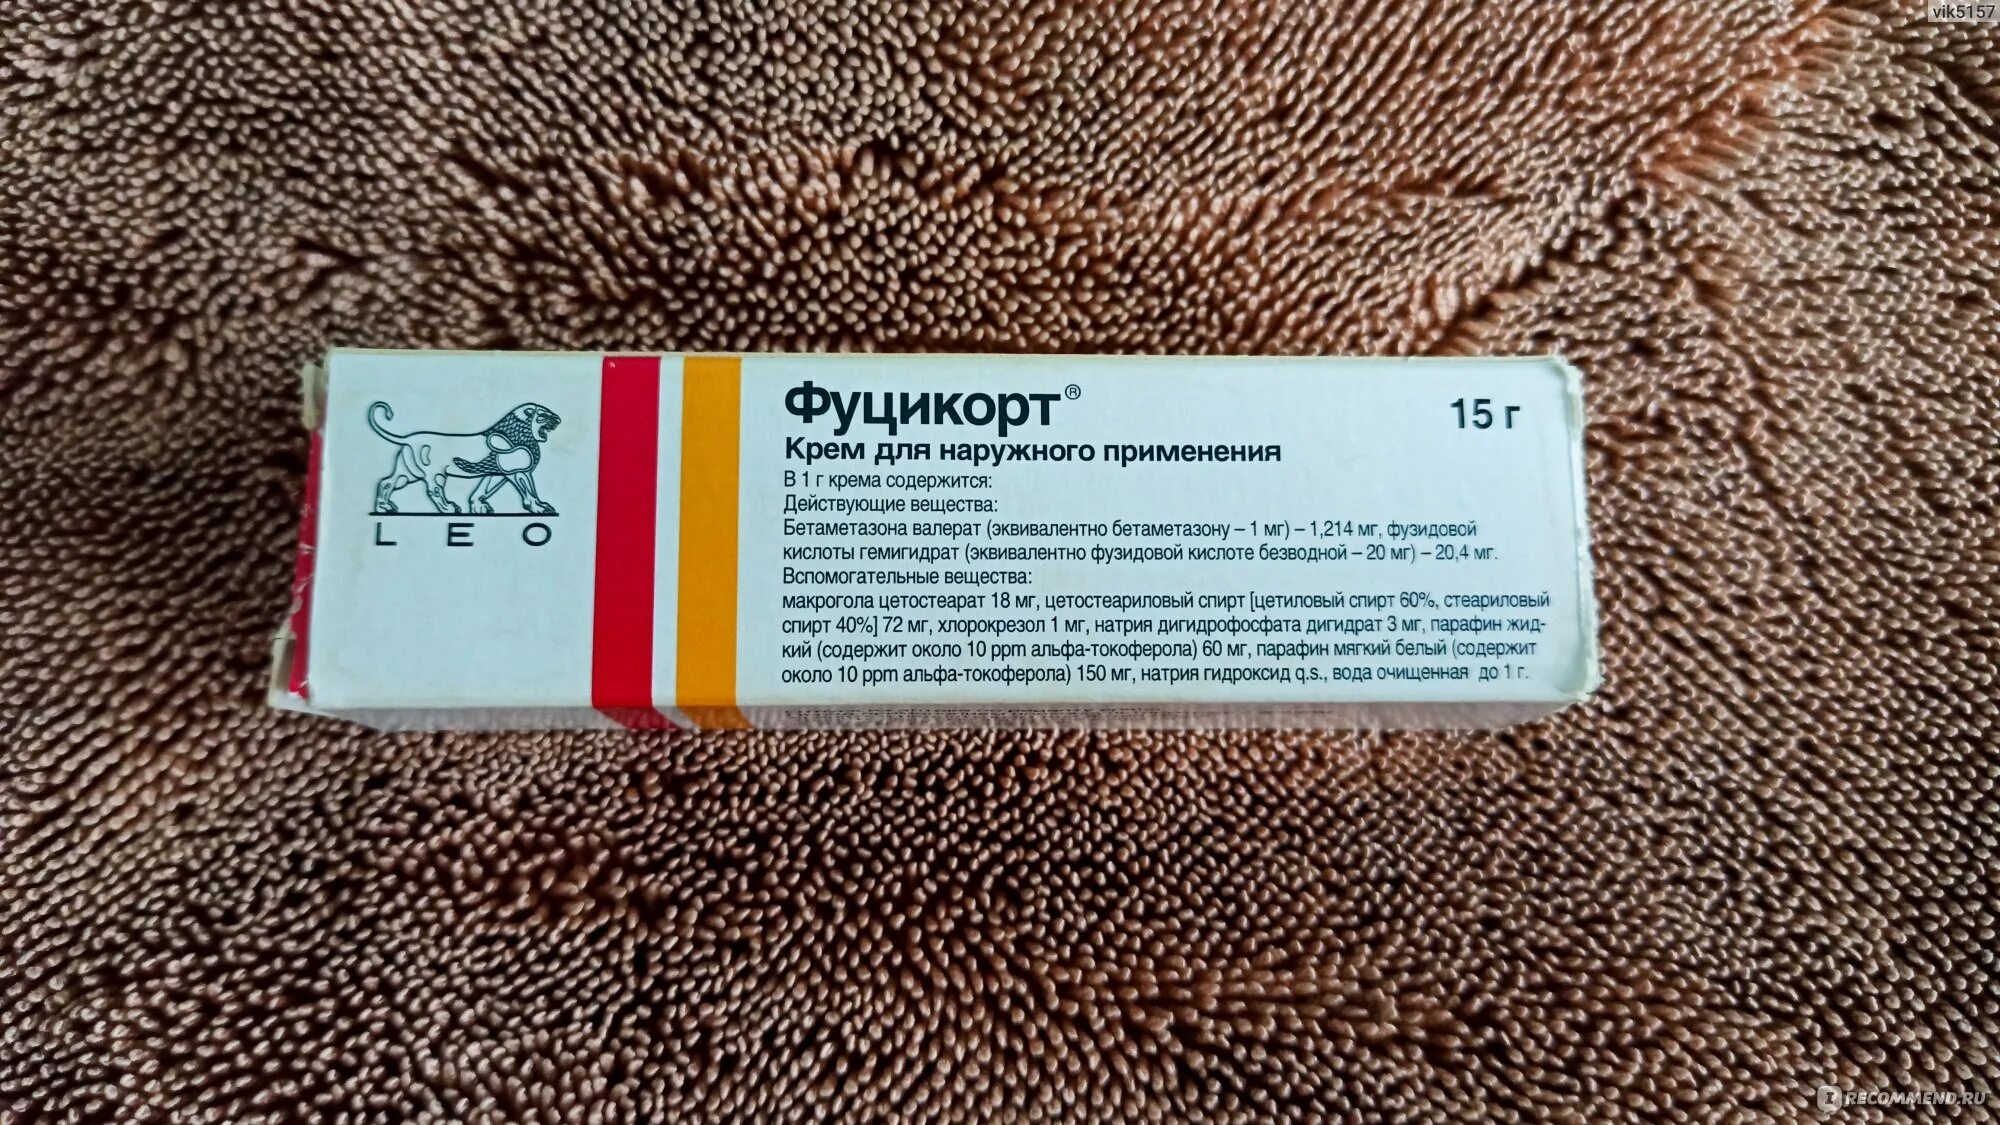 vik5157
LEO
Фуцикорт®
15 г
Крем для наружного применения
В 1 г крема содержится:
Действующие вещества:
Бетаметазона валерат (эквивалентно бетаметазону – 1 мг) – 1,214 мг, фузидовой
кислоты гемигидрат (эквивалентно фузидовой кислоте безводной – 20 мг) – 20,4 мг.
Вспомогательные вещества:
макрогола цетостеарат 18 мг, цетостеариловый спирт [цетиловый спирт 60%, стеариловый
спирт 40%] 72 мг, хлорокрезол 1 мг, натрия дигидрофосфата дигидрат 3 мг, парафин жид-
кий (содержит около 10 ppm альфа-токоферола) 60 мг, парафин мягкий белый (содержит
около 10 ppm альфа-токоферола) 150 мг, натрия гидроксид q.s., вода очищенная до 1 г.
IRECOMMEND.RU